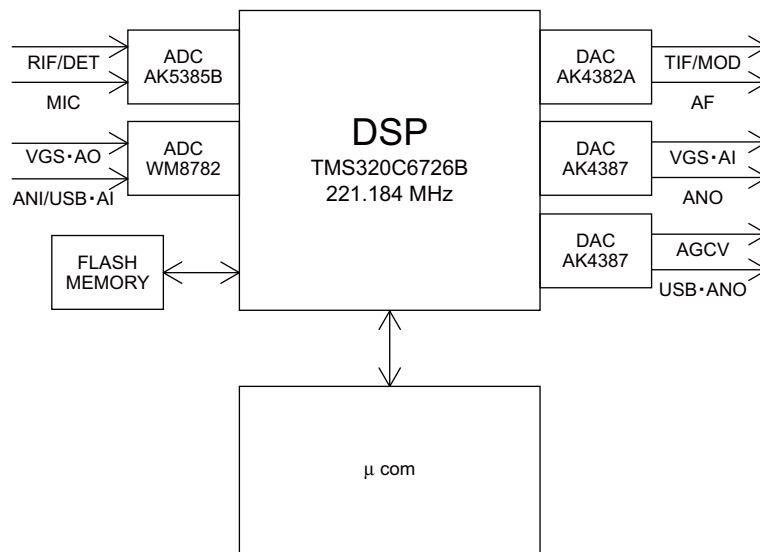 RIF/DET
MIC
ADC
AK5385B
VGS・AO
ANI/USB・AI
ADC
WM8782
FLASH
MEMORY
DSP
TMS320C6726B
221.184 MHz
DAC
AK4382A
TIF/MOD
AF
DAC
AK4387
VGS・AI
ANO
DAC
AK4387
AGCV
USB・ANO
μ com